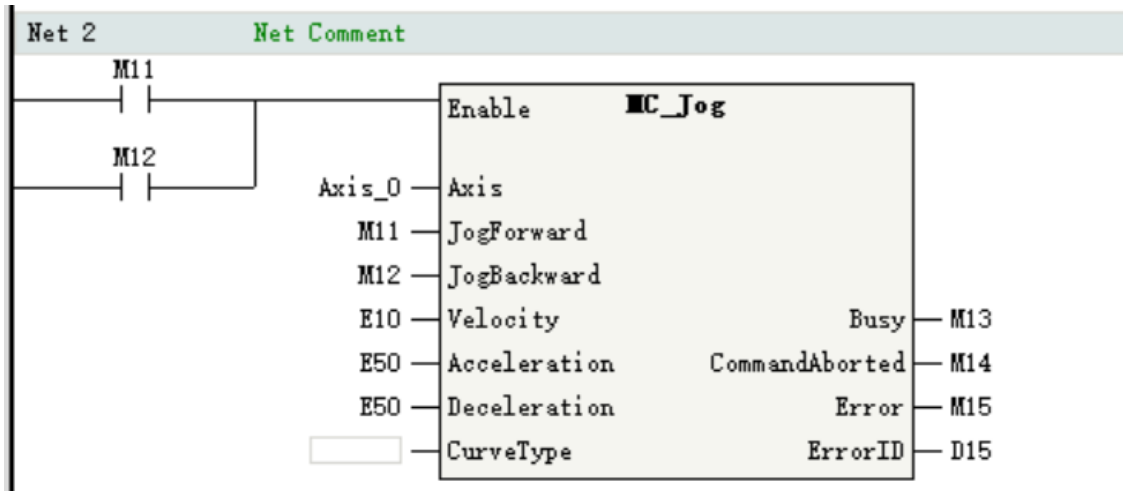 Net 2 Net Comment
M11
Enable MC_Jog
M12
Axis_0 Axis
M11 JogForward
M12 JogBackward
E10 Velocity Busy M13
E50 Acceleration CommandAborted M14
E50 Deceleration Error M15
CurveType ErrorID D15